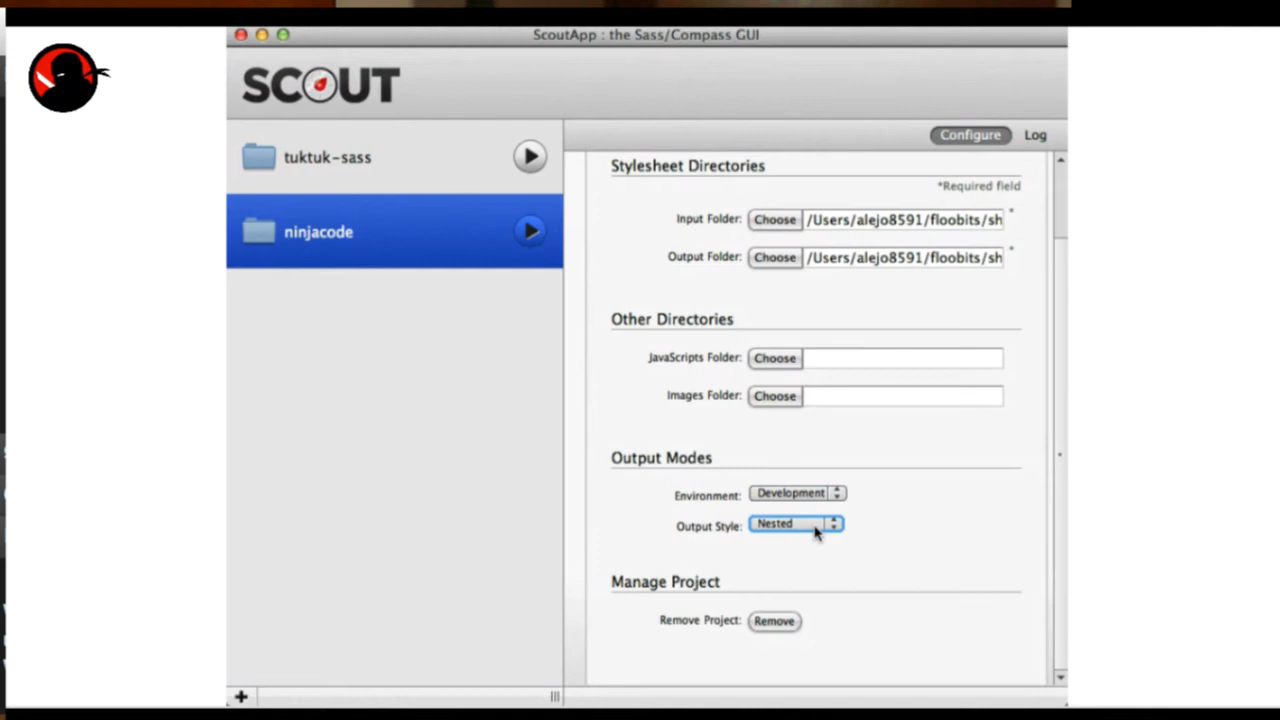 ScoutApp : the Sass/Compass GUI
SCOUT
Configure Log
tuktuk-sass
ninjacode
Stylesheet Directories
*Required field
Input Folder: Choose /Users/alejo8591/floobits/sh *
Output Folder: Choose /Users/alejo8591/floobits/sh *
Other Directories
JavaScripts Folder: Choose
Images Folder: Choose
Output Modes
Environment: Development
Output Style: Nested
Manage Project
Remove Project: Remove